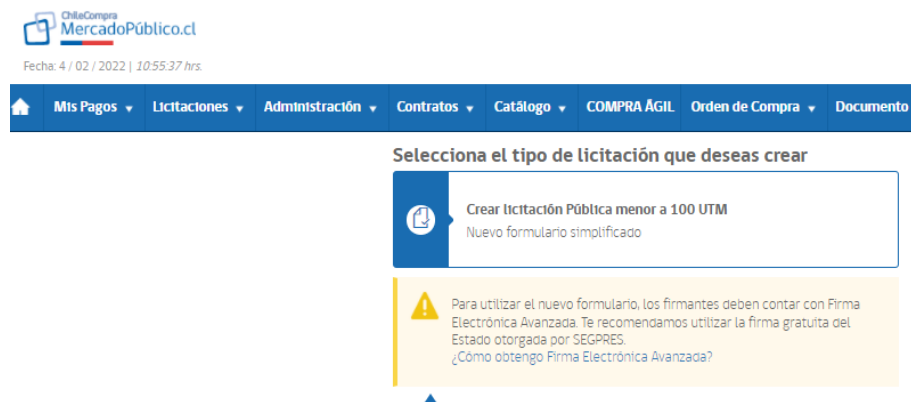 ChileCompra
MercadoPúblico.cl
Fecha: 4 / 02 / 2022 | 10:55:37 hrs.
Mis Pagos Licitaciones Administración Contratos Catálogo COMPRA ÁGIL Orden de Compra Documento
Selecciona el tipo de licitación que deseas crear
Crear licitación Pública menor a 100 UTM
Nuevo formulario simplificado
Para utilizar el nuevo formulario, los firmantes deben contar con Firma
Electrónica Avanzada. Te recomendamos utilizar la firma gratuita del
Estado otorgada por SEGPRES.
¿Cómo obtengo Firma Electrónica Avanzada?